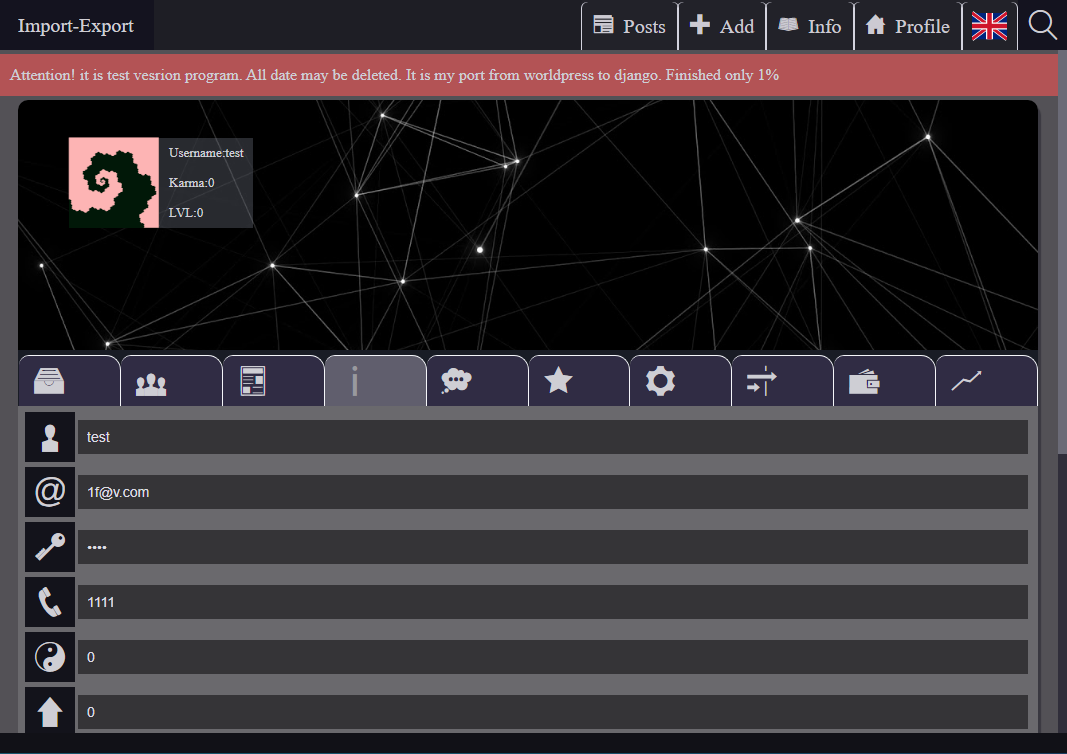 Import-Export
Posts
Add
Info
Profile
Attention! it is test vesrion program. All date may be deleted. It is my port from worldpress to django. Finished only 1%
Username:test
Karma:0
LVL:0
test
1f@v.com
••••
1111
0
0